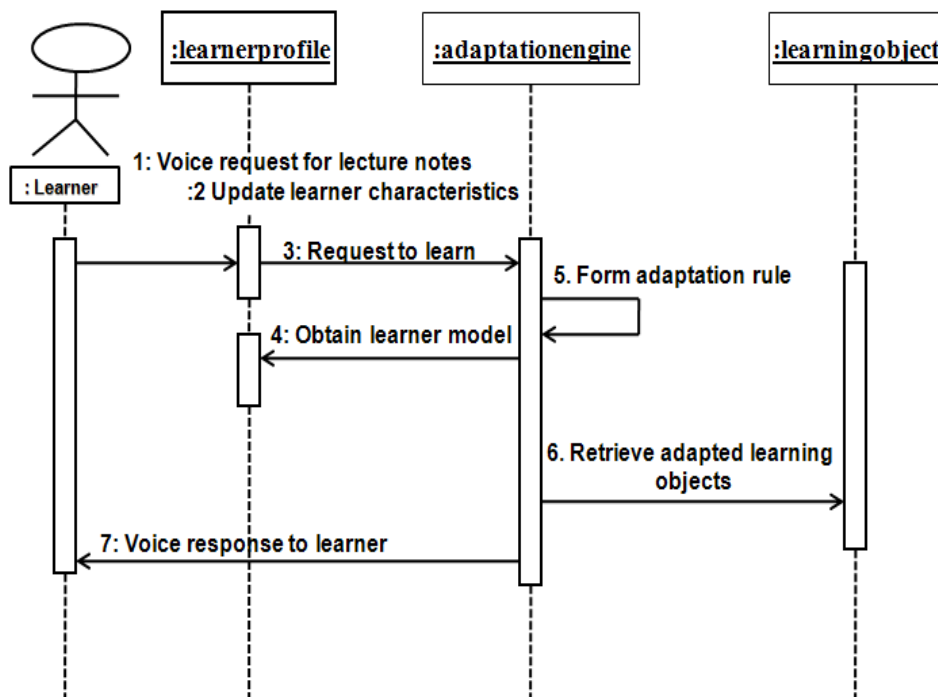 :learnerprofile
:adaptationengine
:learningobject
: Learner
1: Voice request for lecture notes
:2 Update learner characteristics
3: Request to learn
5. Form adaptation rule
4: Obtain learner model
6. Retrieve adapted learning
objects
7: Voice response to learner